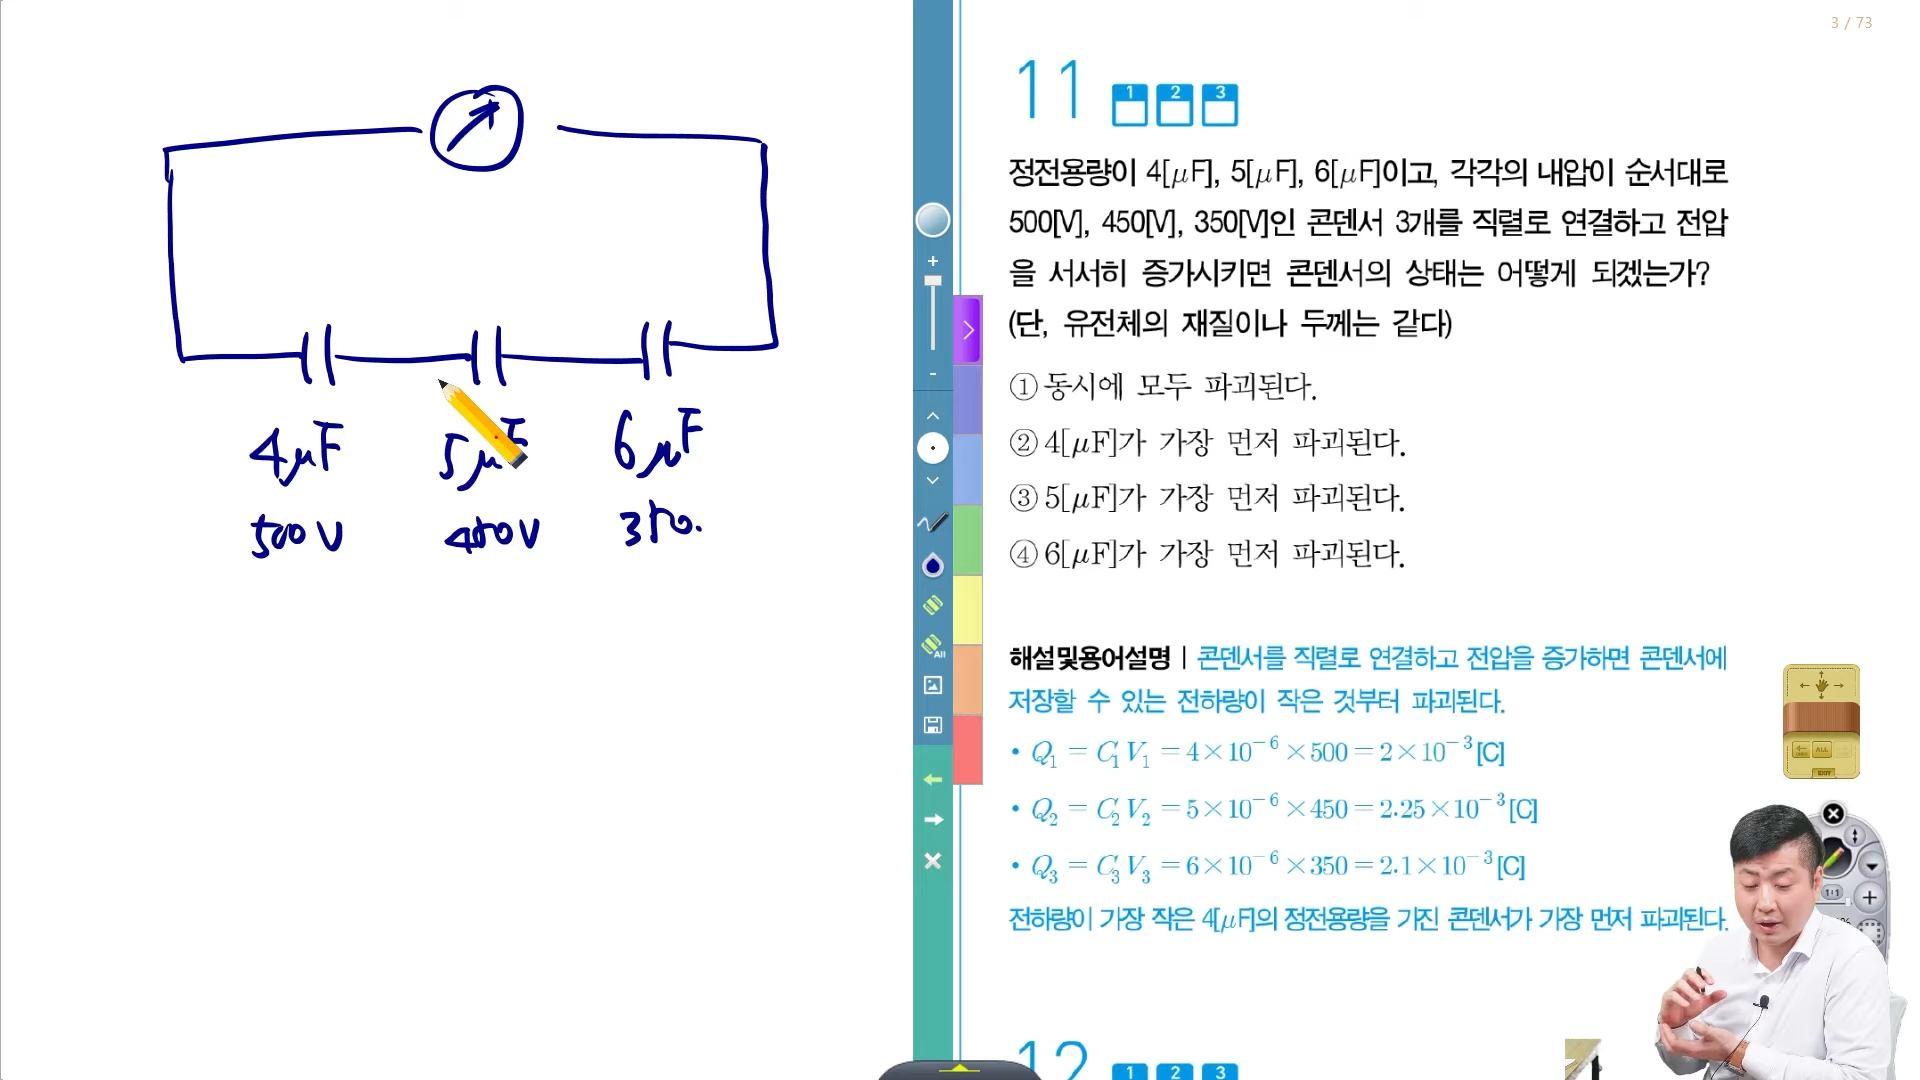 3 / 73
4μF 5μF 6μF
500V 450V 350.
11 1 2 3
정전용량이 4[μF], 5[μF], 6[μF]이고, 각각의 내압이 순서대로
500[V], 450[V], 350[V]인 콘덴서 3개를 직렬로 연결하고 전압
을 서서히 증가시키면 콘덴서의 상태는 어떻게 되겠는가?
(단, 유전체의 재질이나 두께는 같다)
① 동시에 모두 파괴된다.
② 4[μF]가 가장 먼저 파괴된다.
③ 5[μF]가 가장 먼저 파괴된다.
④ 6[μF]가 가장 먼저 파괴된다.
해설및용어설명 | 콘덴서를 직렬로 연결하고 전압을 증가하면 콘덴서에
저장할 수 있는 전하량이 작은 것부터 파괴된다.
• Q₁ = C₁V₁ = 4×10⁻⁶×500 = 2×10⁻³[C]
• Q₂ = C₂V₂ = 5×10⁻⁶×450 = 2.25×10⁻³[C]
• Q₃ = C₃V₃ = 6×10⁻⁶×350 = 2.1×10⁻³[C]
전하량이 가장 작은 4[μF]의 정전용량을 가진 콘덴서가 가장 먼저 파괴된다.
12 1 2 3
All
ALL
EXIT
1:1